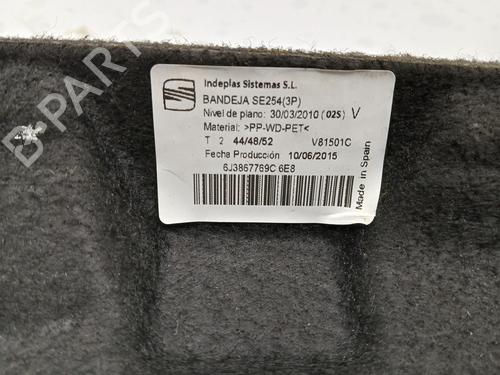 B-PARTS
Indeplas Sistemas S.L.
BANDEJA SE254(3P)
Nivel de plano: 30/03/2010 (025) V
Material: >PP-WD-PET<
T 2 44/48/52 V81501C
Fecha Producción 10/06/2015
6J3867769C 6E8
Made in Spain